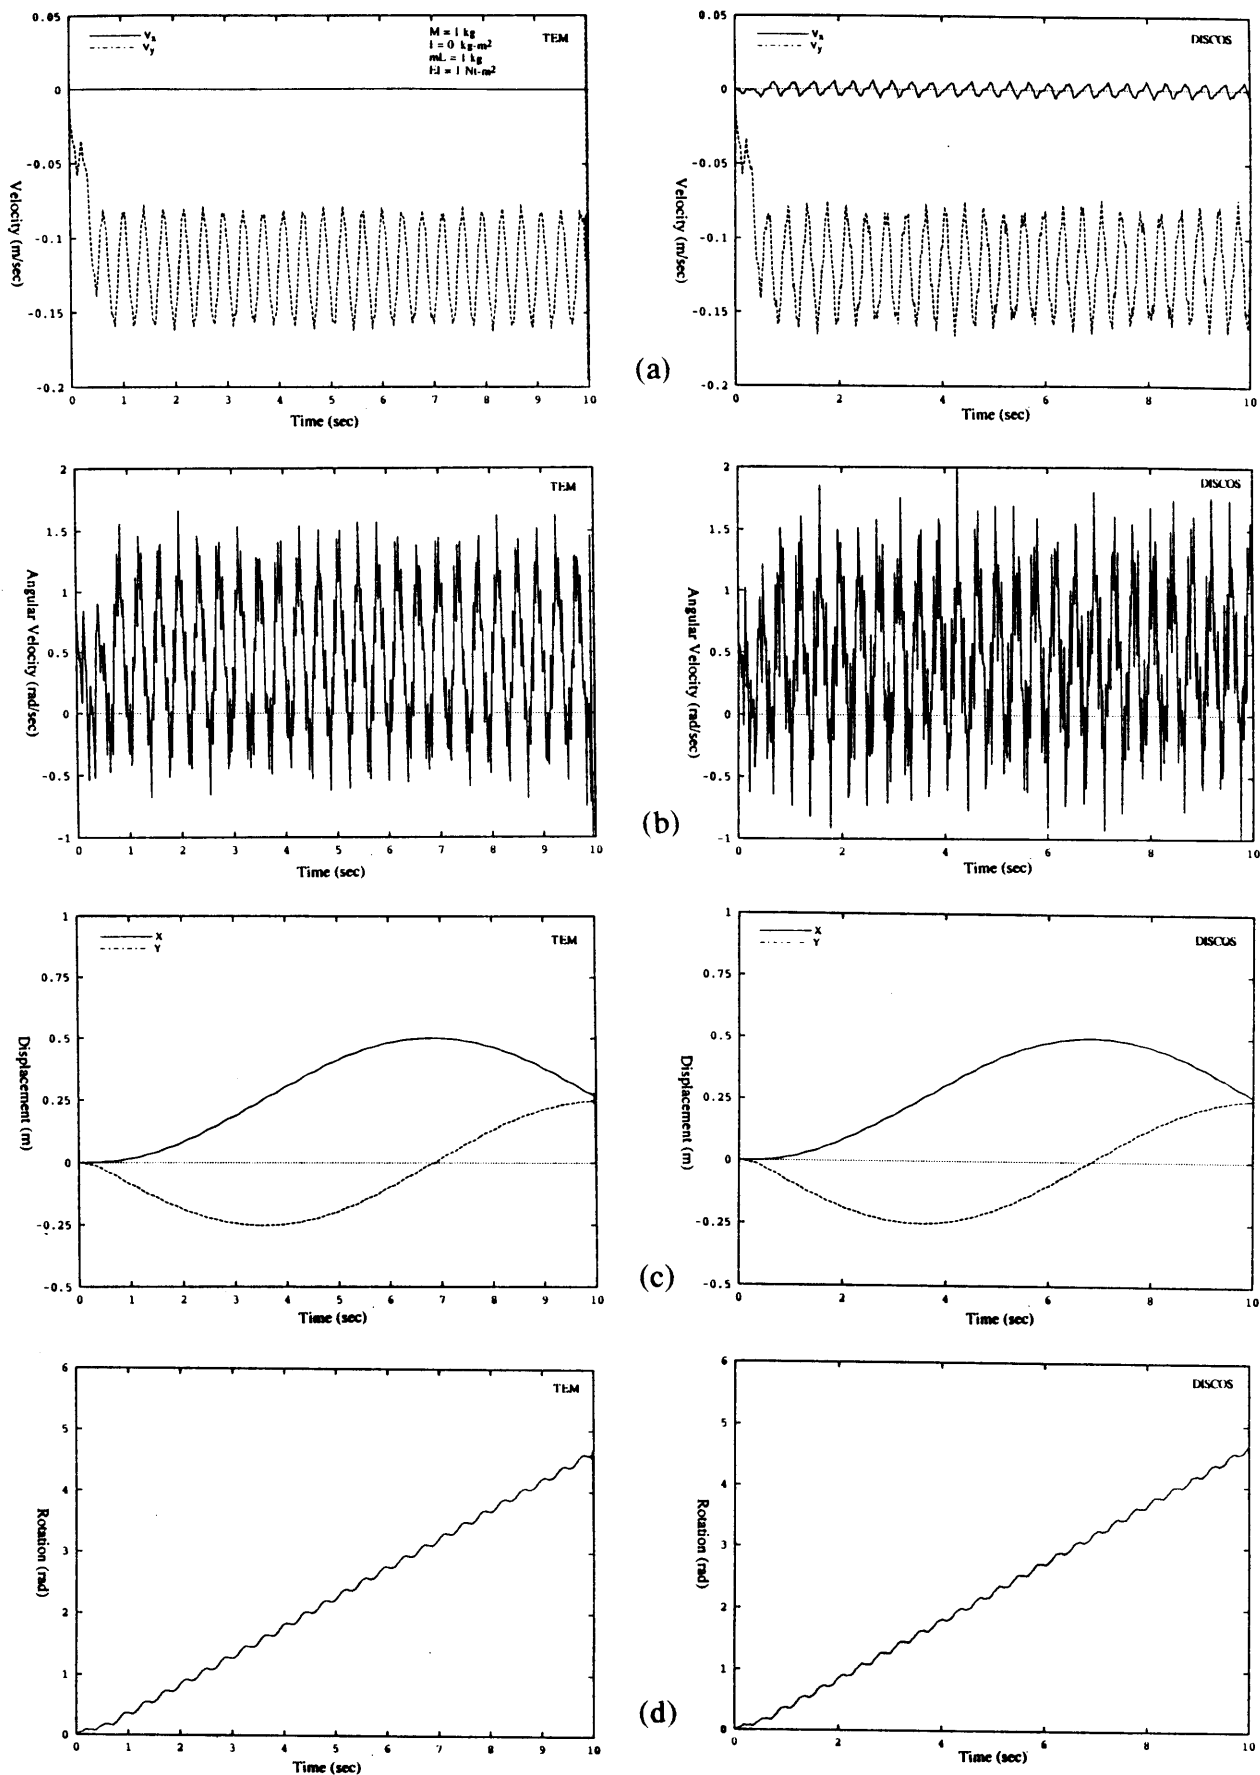 0.05
0
-0.05
-0.1
-0.15
-0.2
Velocity (m/sec)
Vx
Vy
M = 1 kg
I = 0 kg-m2
mL = 1 kg
EI = 1 Nt-m2
TEM
0 1 2 3 4 5 6 7 8 9 10
Time (sec)
(a)
0.05
0
-0.05
-0.1
-0.15
-0.2
Velocity (m/sec)
Vx
Vy
DISCOS
0 2 4 6 8 10
Time (sec)
2
1.5
1
0.5
0
-0.5
-1
Angular Velocity (rad/sec)
TEM
0 1 2 3 4 5 6 7 8 9 10
Time (sec)
(b)
2
1.5
1
0.5
0
-0.5
-1
Angular Velocity (rad/sec)
DISCOS
0 2 4 6 8 10
Time (sec)
1
0.75
0.5
0.25
0
-0.25
-0.5
Displacement (m)
X
Y
TEM
0 1 2 3 4 5 6 7 8 9 10
Time (sec)
(c)
1
0.75
0.5
0.25
0
-0.25
-0.5
Displacement (m)
X
Y
DISCOS
0 2 4 6 8 10
Time (sec)
6
5
4
3
2
1
0
Rotation (rad)
TEM
0 1 2 3 4 5 6 7 8 9 10
Time (sec)
(d)
6
5
4
3
2
1
0
Rotation (rad)
DISCOS
0 2 4 6 8 10
Time (sec)